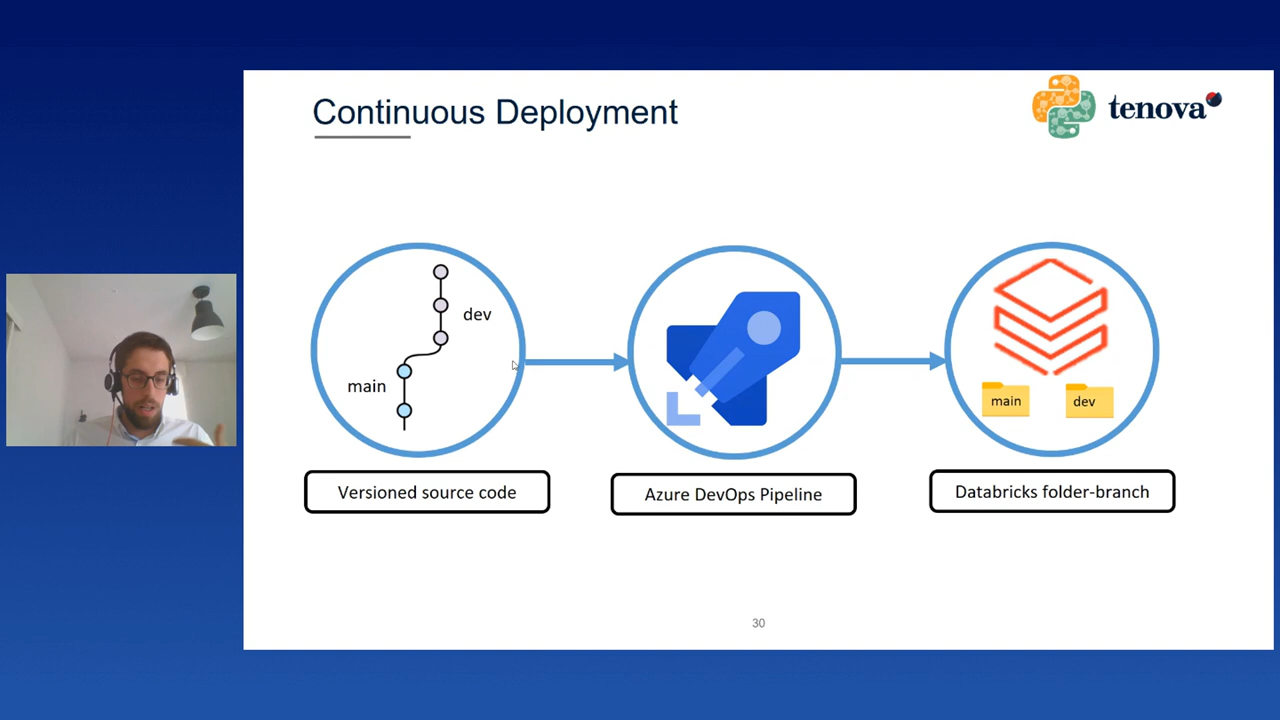 Continuous Deployment
tenova
dev
main
main
dev
Versioned source code
Azure DevOps Pipeline
Databricks folder-branch
30